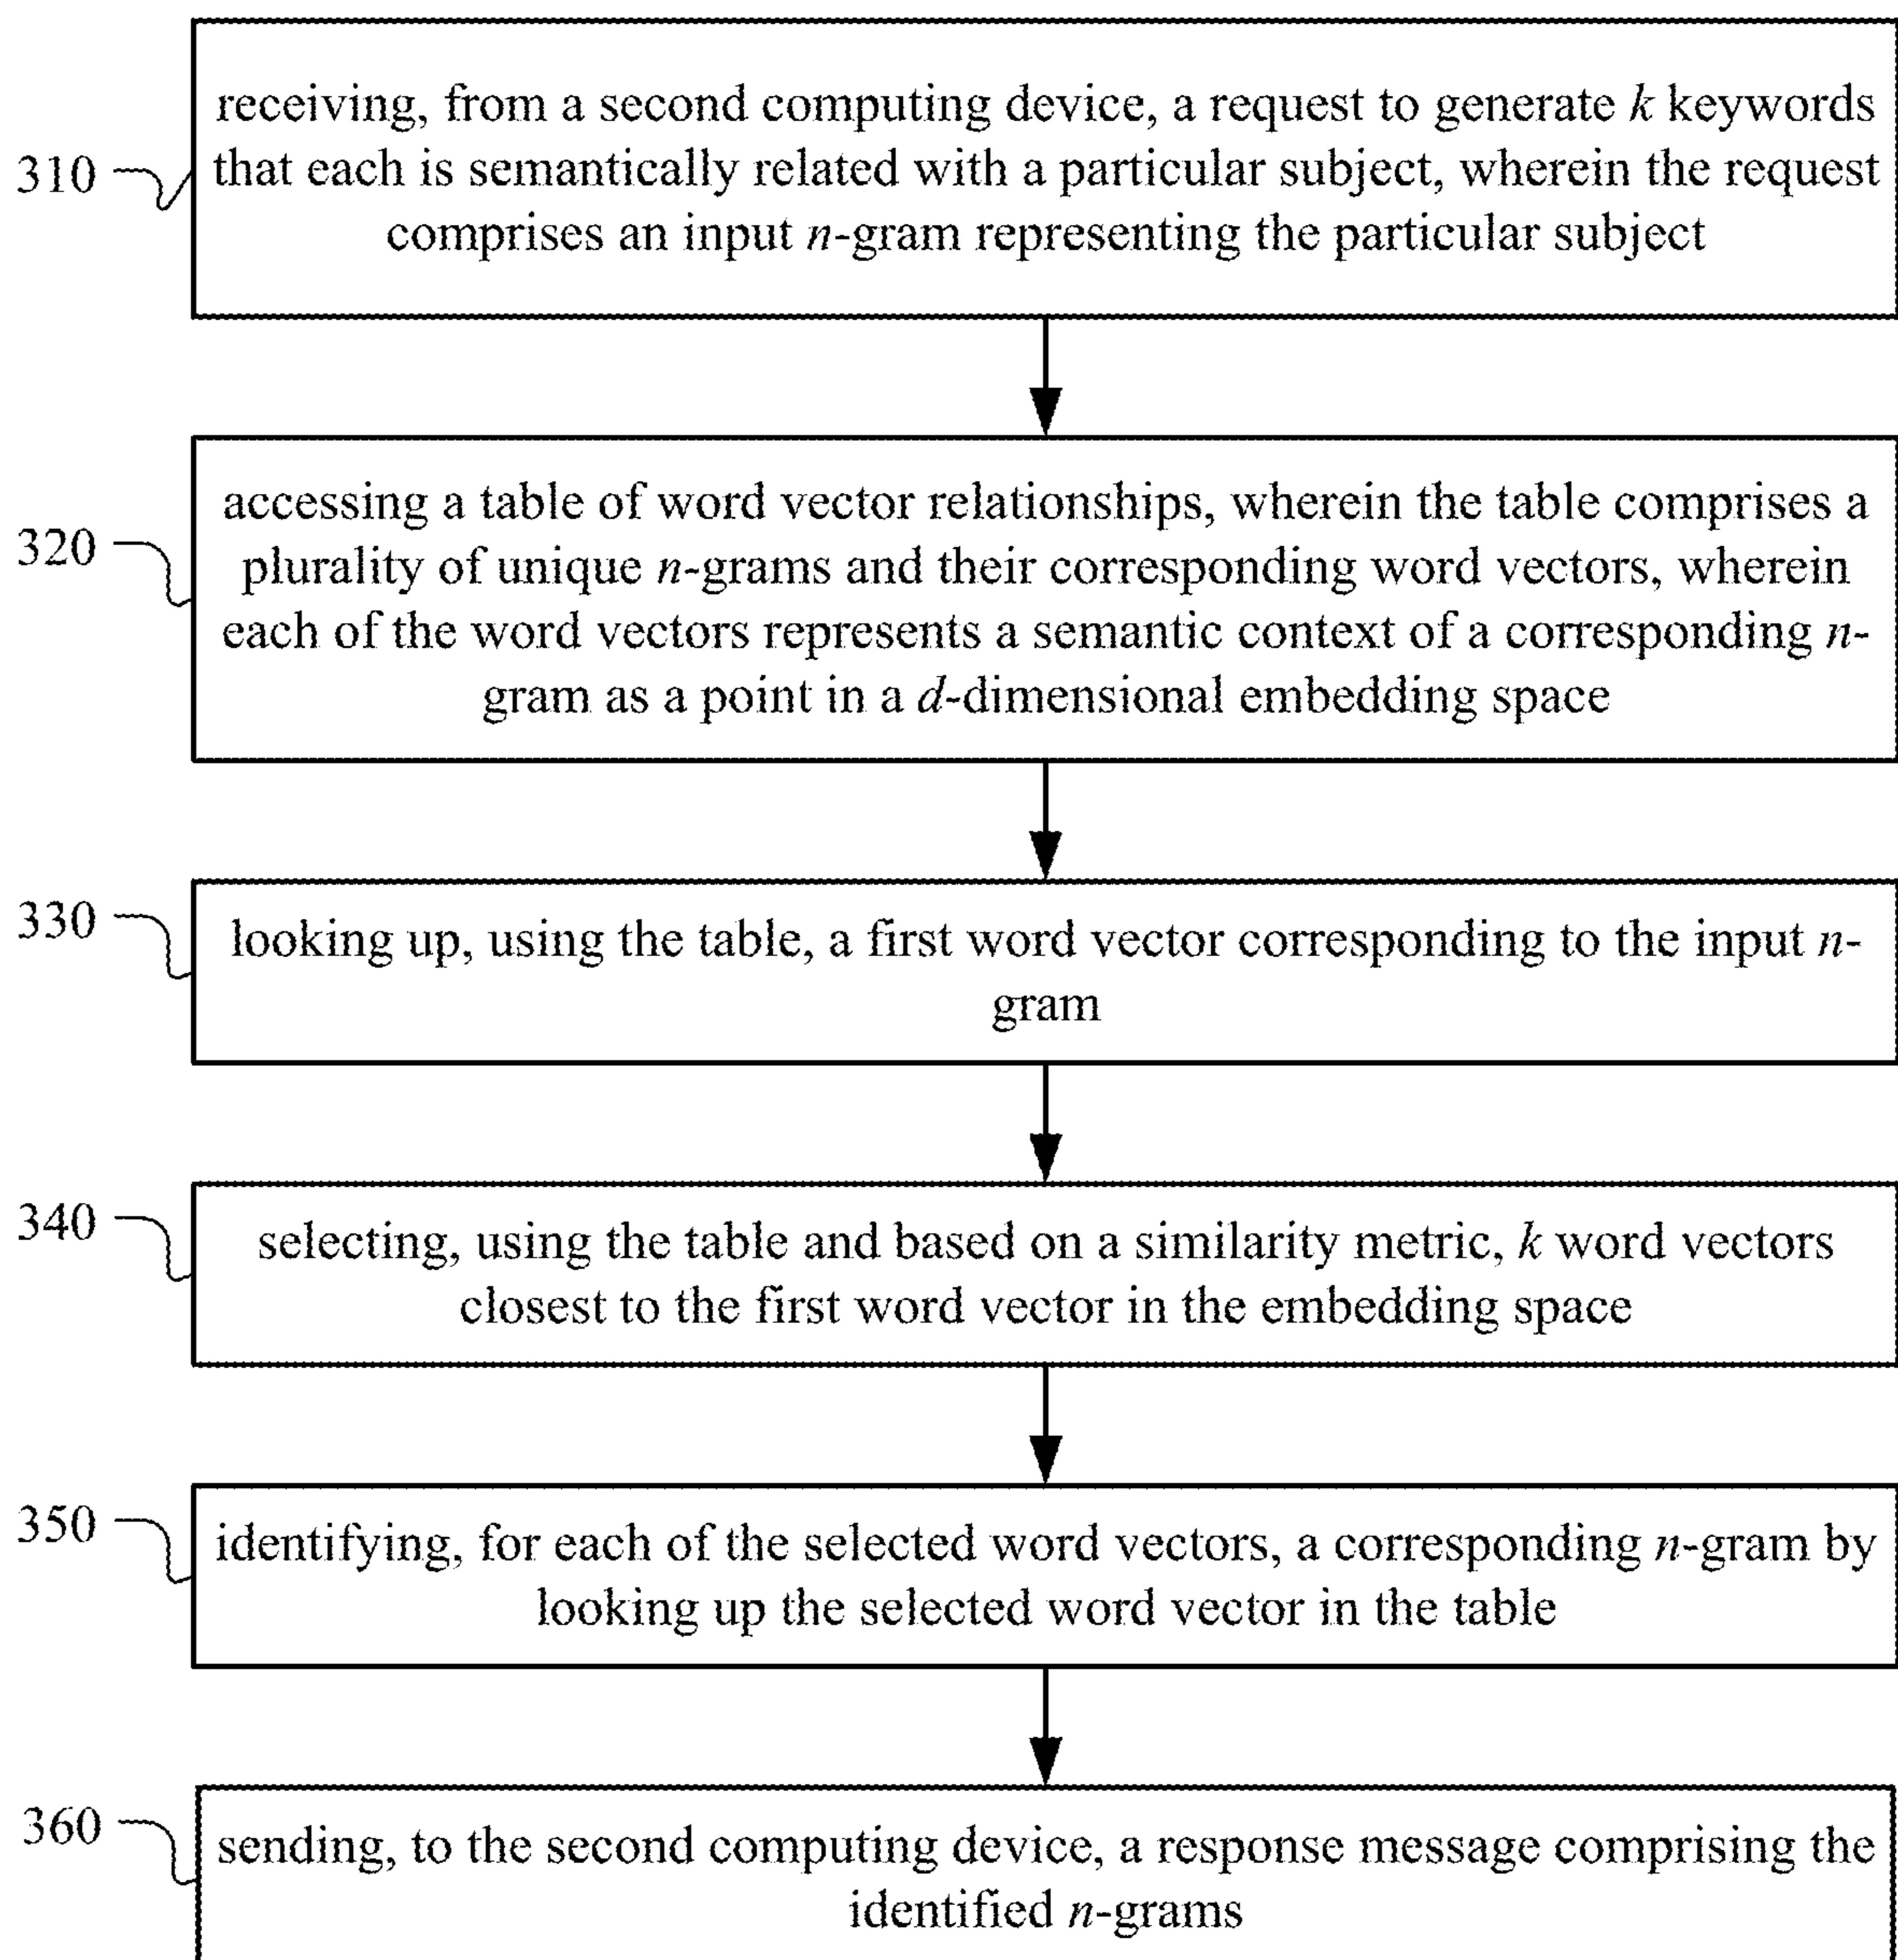 310
receiving, from a second computing device, a request to generate k keywords
that each is semantically related with a particular subject, wherein the request
comprises an input n-gram representing the particular subject
320
accessing a table of word vector relationships, wherein the table comprises a
plurality of unique n-grams and their corresponding word vectors, wherein
each of the word vectors represents a semantic context of a corresponding n-
gram as a point in a d-dimensional embedding space
330
looking up, using the table, a first word vector corresponding to the input n-
gram
340
selecting, using the table and based on a similarity metric, k word vectors
closest to the first word vector in the embedding space
350
identifying, for each of the selected word vectors, a corresponding n-gram by
looking up the selected word vector in the table
360
sending, to the second computing device, a response message comprising the
identified n-grams